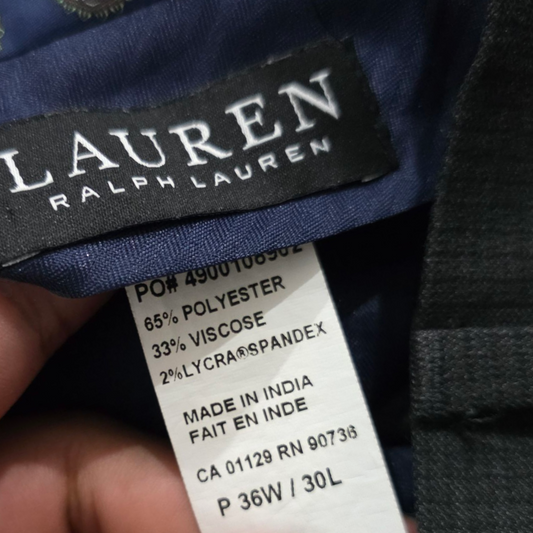 LAUREN
RALPH LAUREN
PO# 4900108902
65% POLYESTER
33% VISCOSE
2%LYCRA®SPANDEX
MADE IN INDIA
FAIT EN INDE
CA 01129 RN 90736
P 36W / 30L